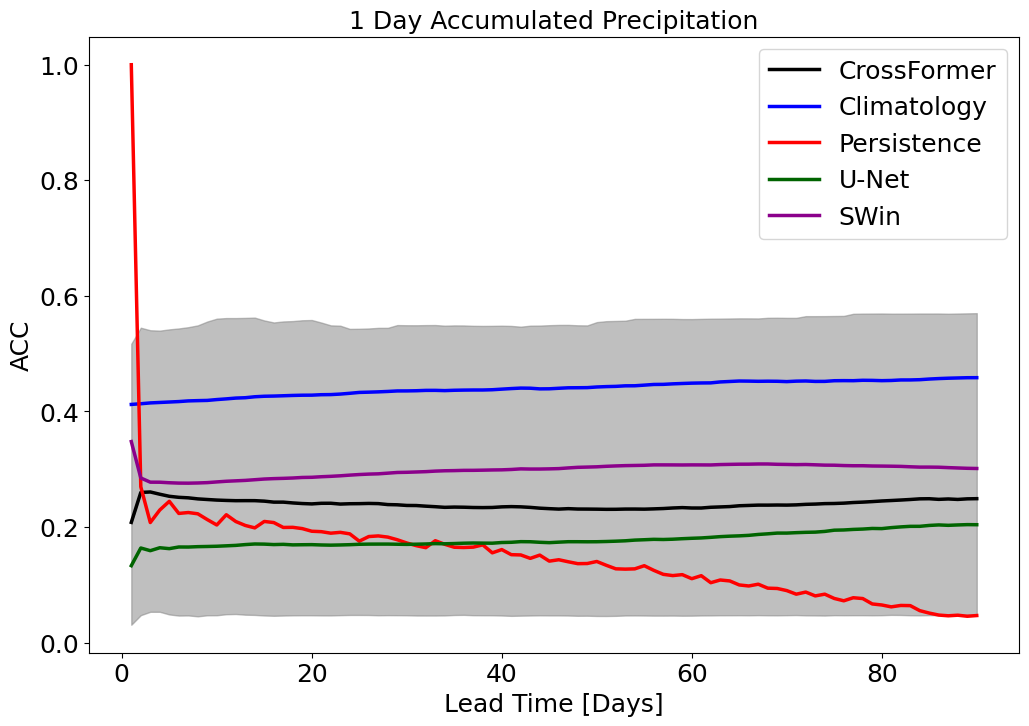 1 Day Accumulated Precipitation
CrossFormer
Climatology
Persistence
U-Net
SWin
1.0
0.8
0.6
0.4
0.2
0.0
ACC
0 20 40 60 80
Lead Time [Days]